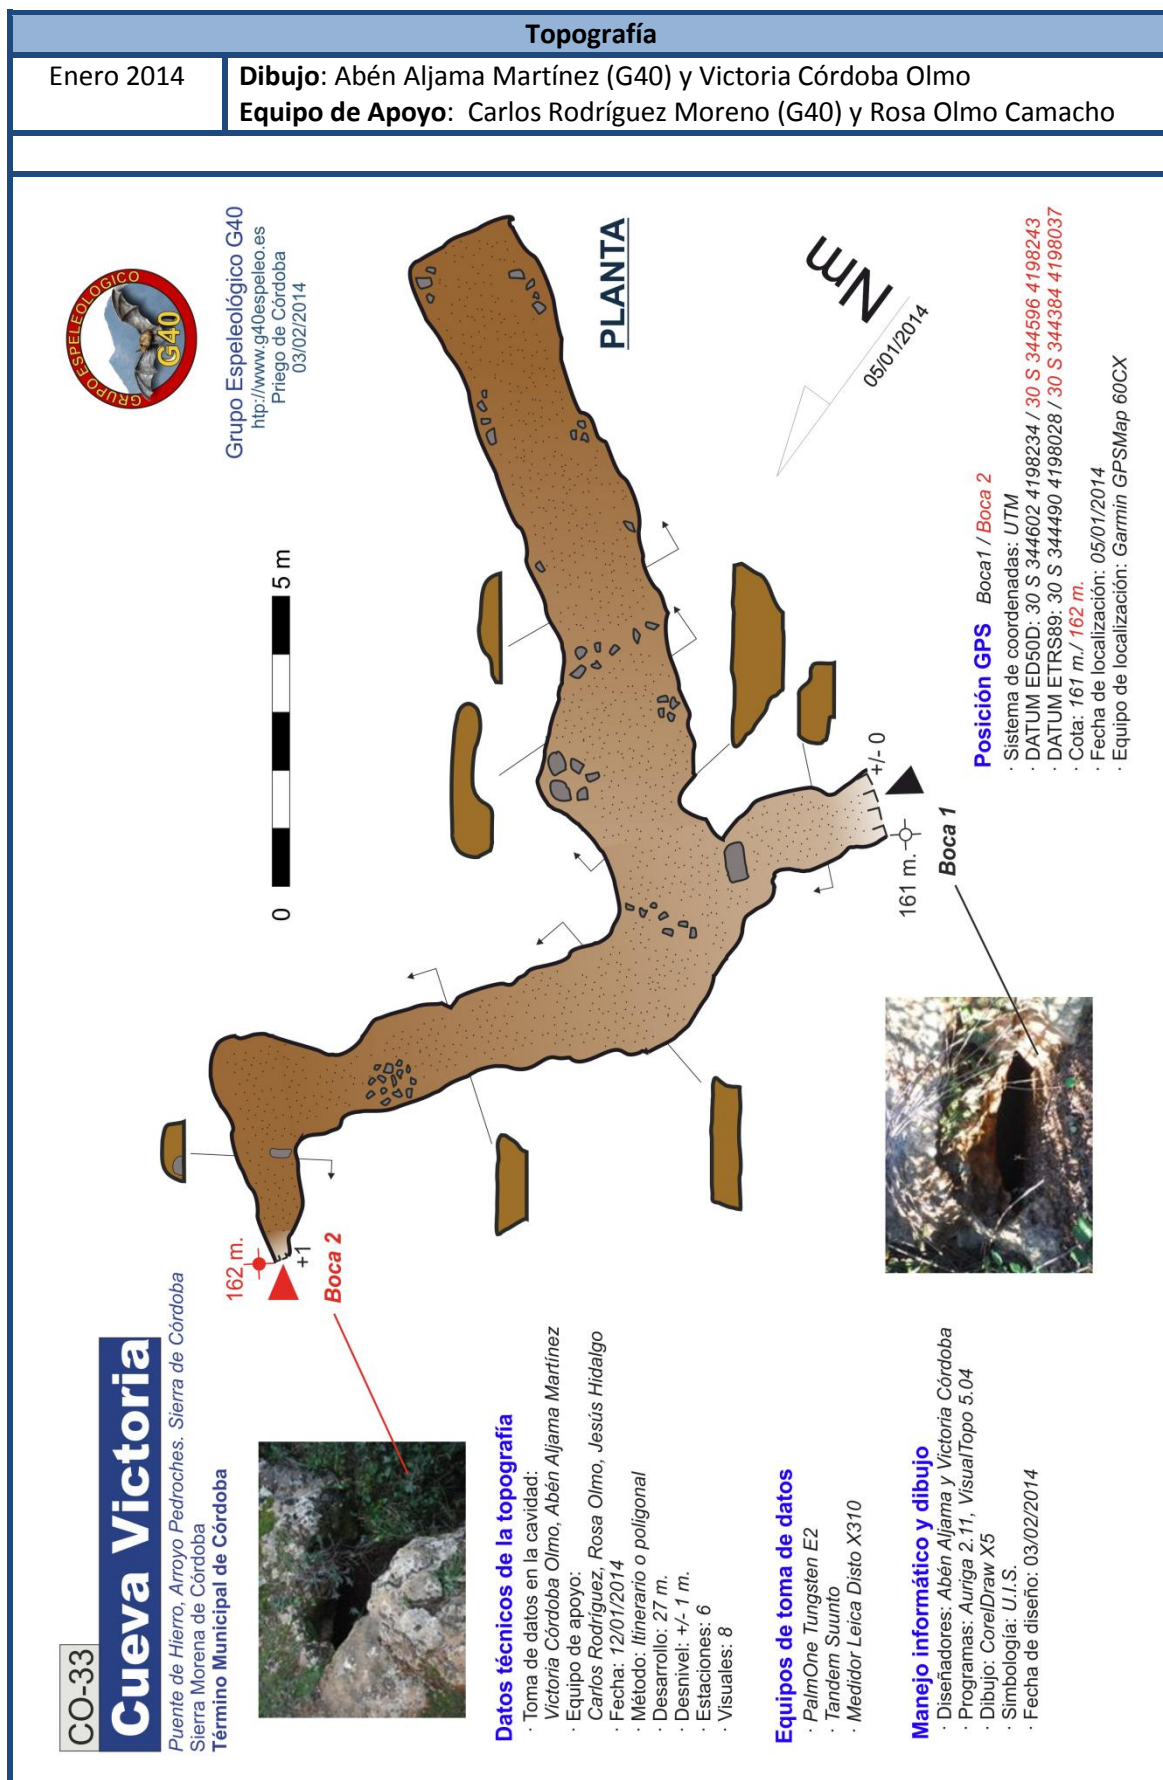 Topografía
Enero 2014
Dibujo: Abén Aljama Martínez (G40) y Victoria Córdoba Olmo
Equipo de Apoyo: Carlos Rodríguez Moreno (G40) y Rosa Olmo Camacho
CO-33
Cueva Victoria
Puente de Hierro, Arroyo Pedroches. Sierra de Córdoba
Sierra Morena de Córdoba
Término Municipal de Córdoba
GRUPO ESPELEOLOGICO
G40
Grupo Espeleológico G40
htp://www.g40espeleo.es
Priego de Córdoba
03/02/2014
0
5 m
PLANTA
Nm
05/01/2014
162 m.
+1
Boca 2
+/- 0
161 m.
Boca 1
Datos técnicos de la topografía
· Toma de datos en la cavidad:
Victoria Córdoba Olmo, Abén Aljama Martínez
· Equipo de apoyo:
Carlos Rodríguez, Rosa Olmo, Jesús Hidalgo
· Fecha: 12/01/2014
· Método: Itinerario o poligonal
· Desarrollo: 27 m.
· Desnivel: +/- 1 m.
· Estaciones: 6
· Visuales: 8
Equipos de toma de datos
· PalmOne Tungsten E2
· Tandem Suunto
· Medidor Leica Disto X310
Manejo informático y dibujo
· Diseñadores: Abén Aljama y Victoria Córdoba
· Programas: Auriga 2.11, VisualTopo 5.04
· Dibujo: CorelDraw X5
· Simbología: U.I.S.
· Fecha de diseño: 03/02/2014
Posición GPS Boca1 / Boca 2
· Sistema de coordenadas: UTM
· DATUM ED50D: 30 S 344602 4198234 / 30 S 344596 4198243
· DATUM ETRS89: 30 S 344490 4198028 / 30 S 344384 4198037
· Cota: 161 m./ 162 m.
· Fecha de localización: 05/01/2014
· Equipo de localización: Garmin GPSMap 60CX